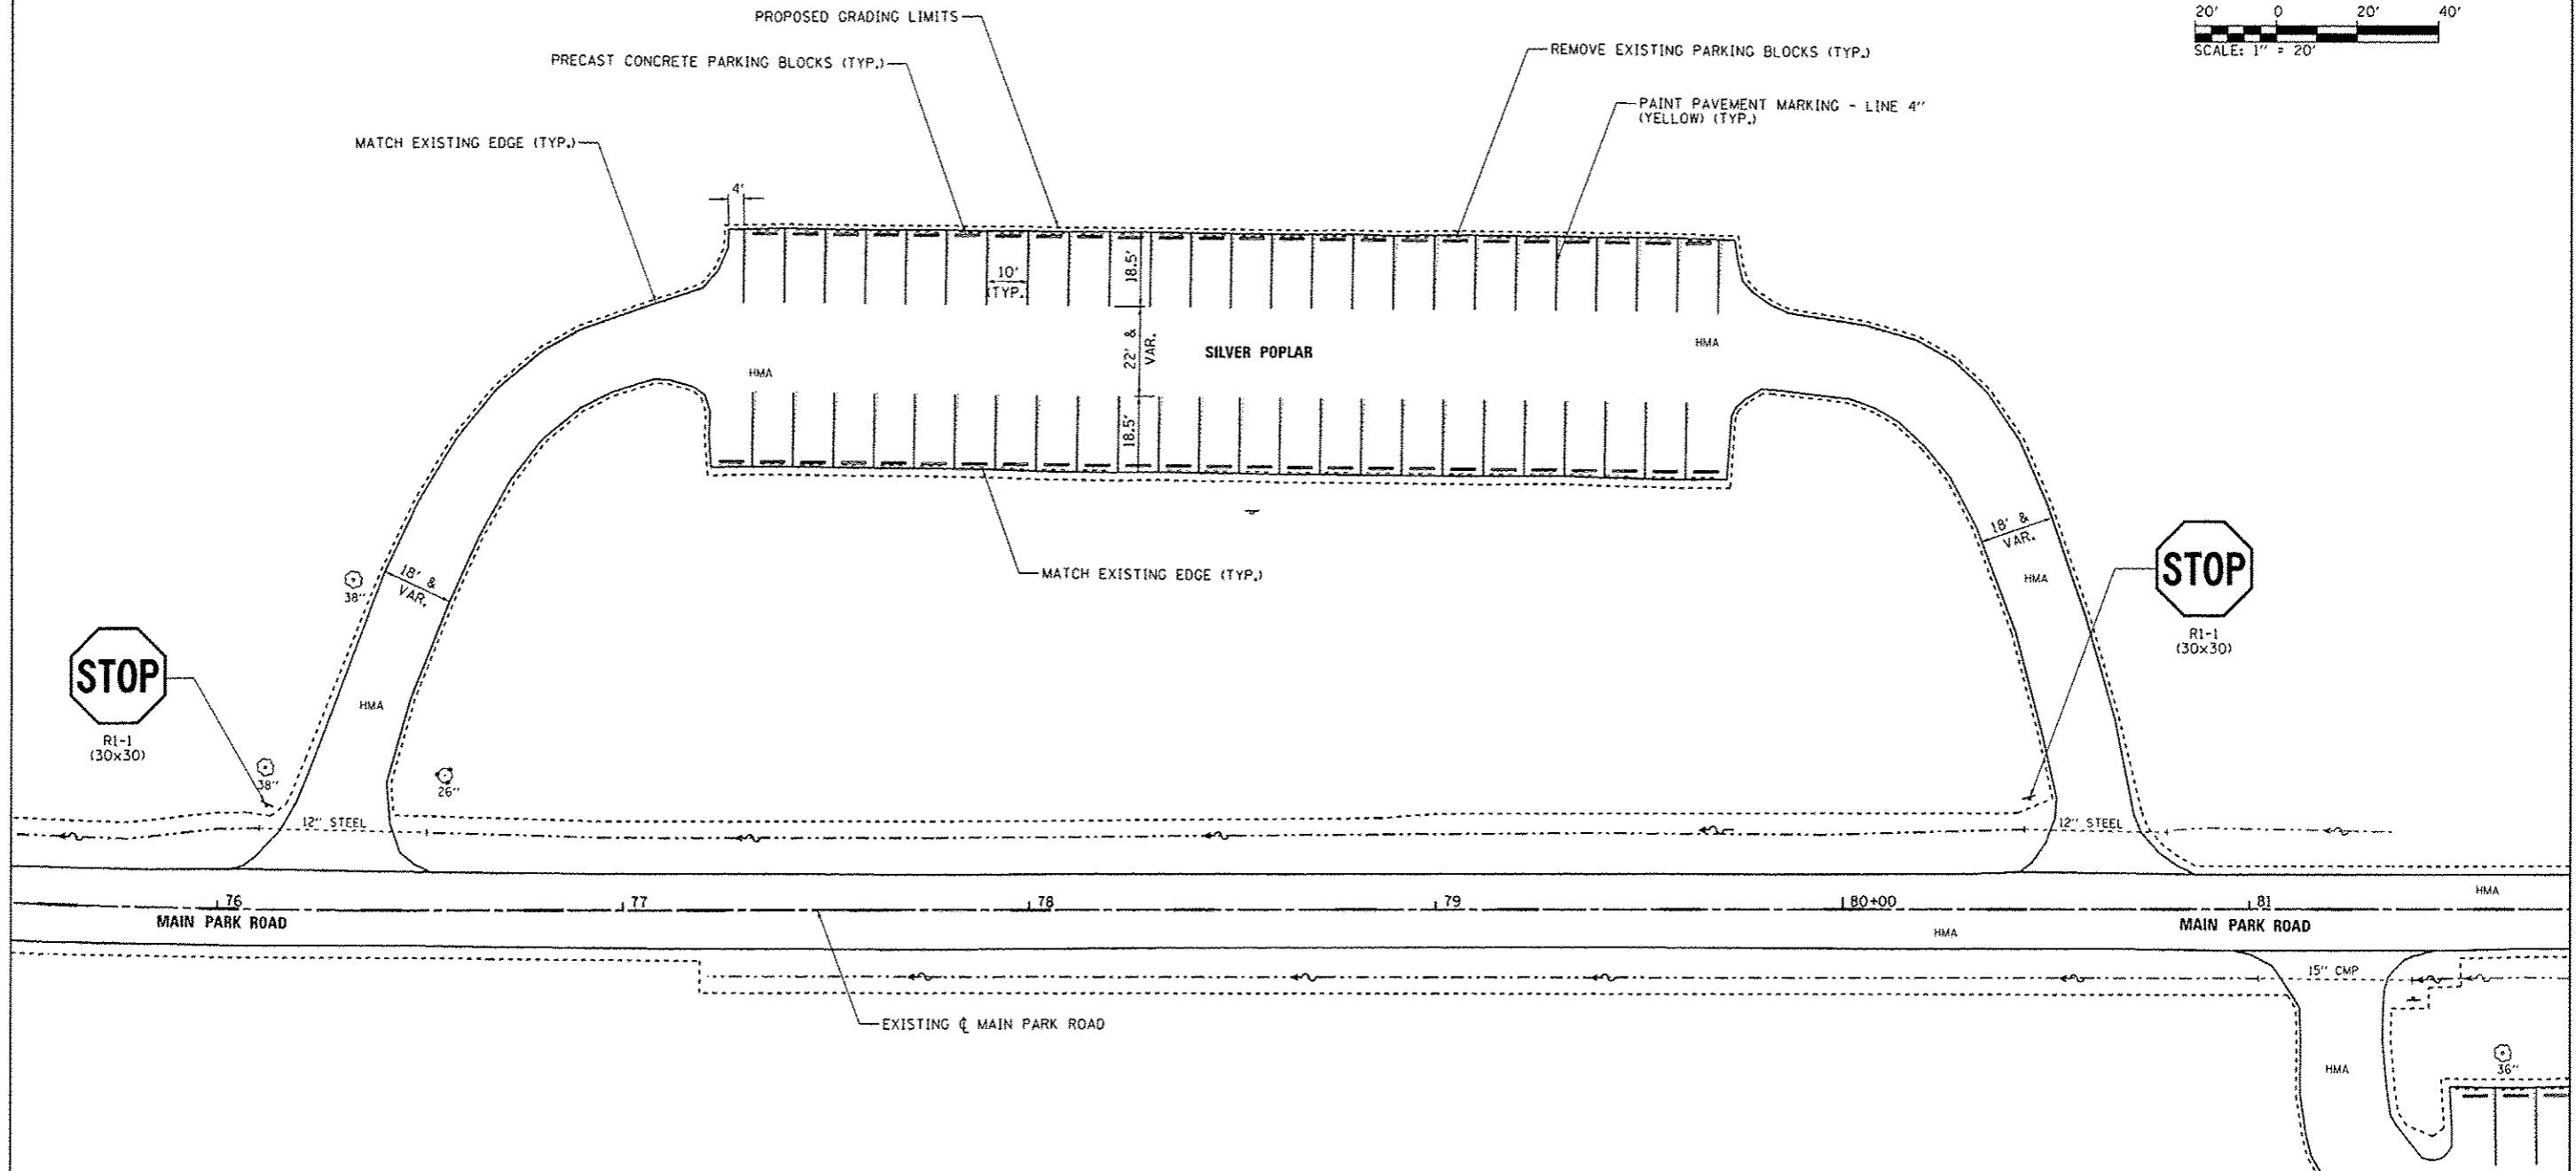 PROPOSED GRADING LIMITS
PRECAST CONCRETE PARKING BLOCKS (TYP.)
MATCH EXISTING EDGE (TYP.)
20' 0 20' 40'
SCALE: 1" = 20'
REMOVE EXISTING PARKING BLOCKS (TYP.)
PAINT PAVEMENT MARKING - LINE 4"
(YELLOW) (TYP.)
4'
10'
(TYP.
18.5'
22' &
VAR.
SILVER POPLAR
HMA
HMA
18.5'
MATCH EXISTING EDGE (TYP.)
18' &
VAR.
18' &
VAR.
HMA
STOP
R1-1
(30x30)
38"
STOP
R1-1
(30x30)
HMA
38"
26"
12" STEEL
12" STEEL
76
77
78
79
80+00
81
HMA
MAIN PARK ROAD
HMA
MAIN PARK ROAD
15" CMP
EXISTING ℄ MAIN PARK ROAD
HMA
36"